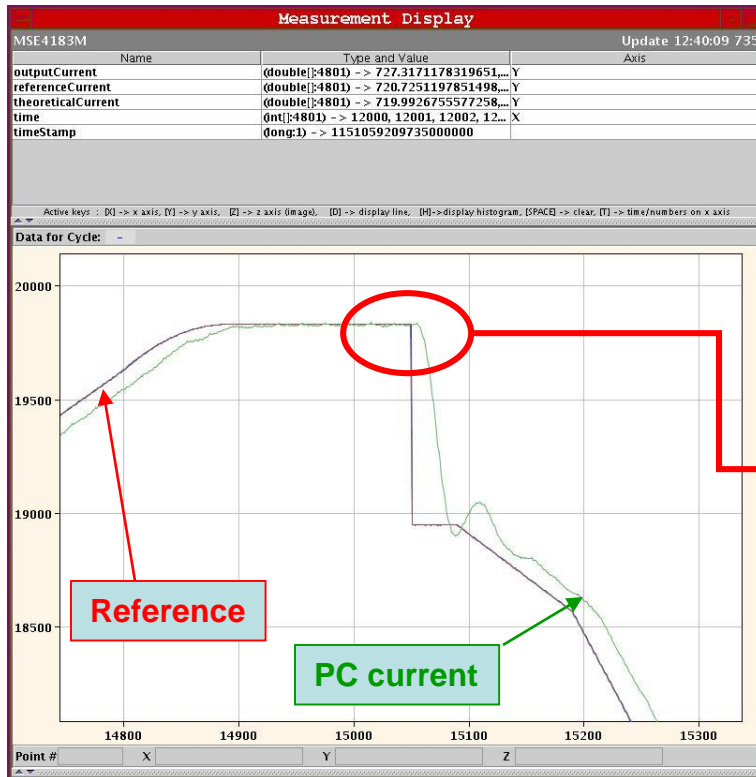 Measurement Display
MSE4183M Update 12:40:09 735
Name Type and Value Axis
outputCurrent (double[]:4801) -> 727.3171178319651,... Y
referenceCurrent (double[]:4801) -> 720.7251197851498,... Y
theoreticalCurrent (double[]:4801) -> 719.9926755577258,... Y
time (int[]:4801) -> 12000, 12001, 12002, 12... X
timeStamp (long:1) -> 1151059209735000000
Active keys : [X] -> x axis, [Y] -> y axis, [Z] -> z axis (image), [D] -> display line, [H]->display histogram, [SPACE] -> clear, [T] -> time/numbers on x axis
Data for Cycle: -
20000
19500
19000
18500
Reference
PC current
14800 14900 15000 15100 15200 15300
Point # X Y Z